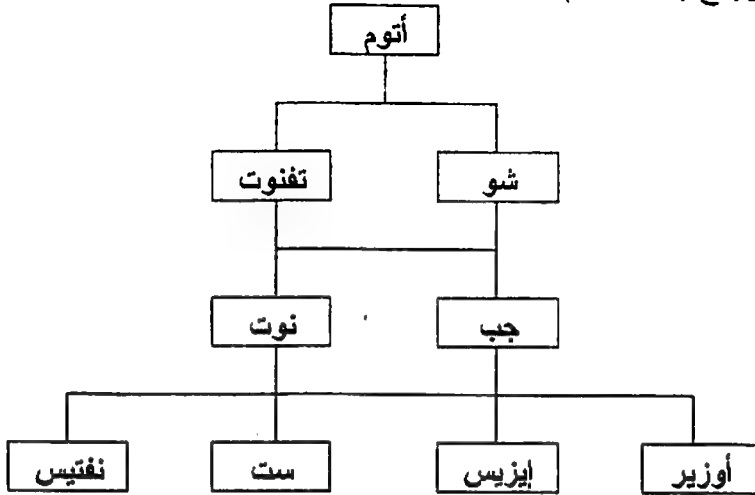 أتوم
شو
تفنوت
جب
نوت
أوزير
إيزيس
ست
نفتيس